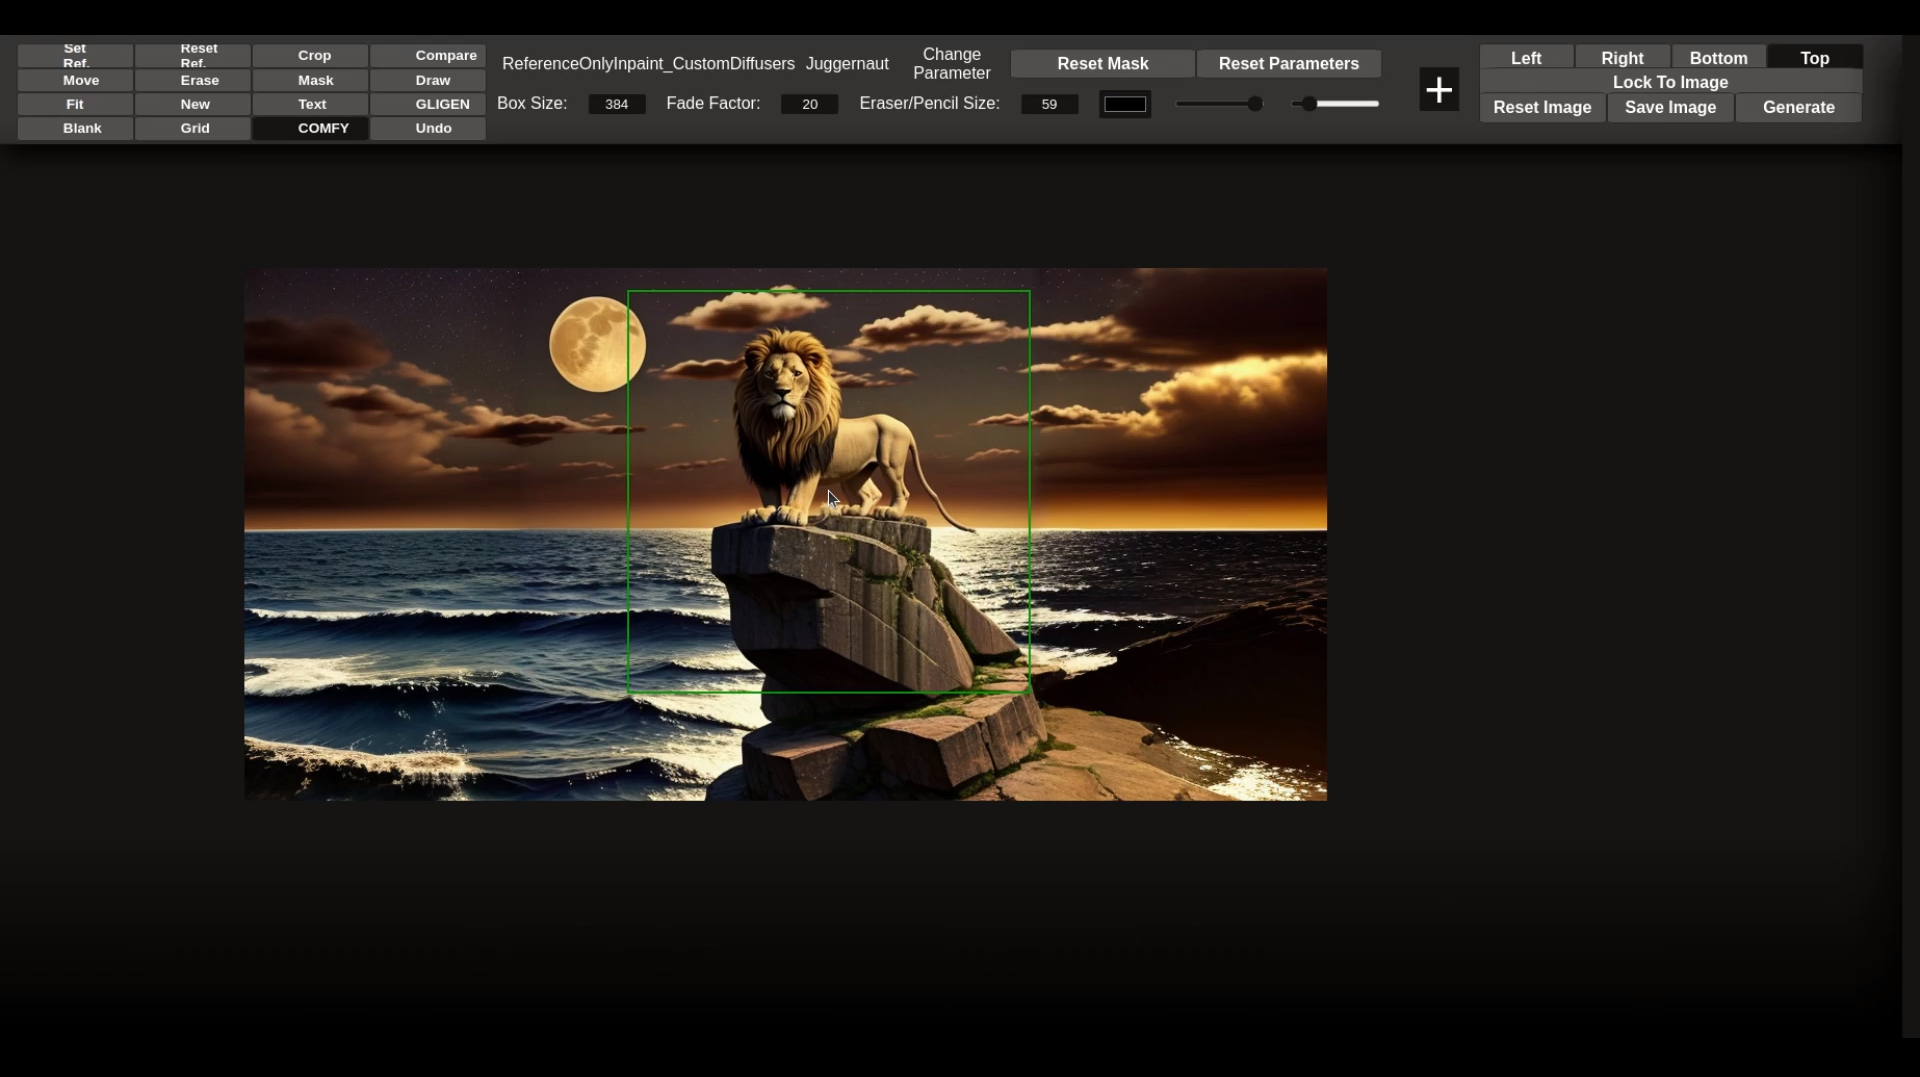 Set Ref. Reset Ref. Crop Compare
Move Erase Mask Draw
Fit New Text GLIGEN
Blank Grid COMFY Undo
ReferenceOnlyInpaint_CustomDiffusers Juggernaut Change Parameter Reset Mask Reset Parameters
Box Size: 384 Fade Factor: 20 Eraser/Pencil Size: 59
+
Left Right Bottom Top
Lock To Image
Reset Image Save Image Generate